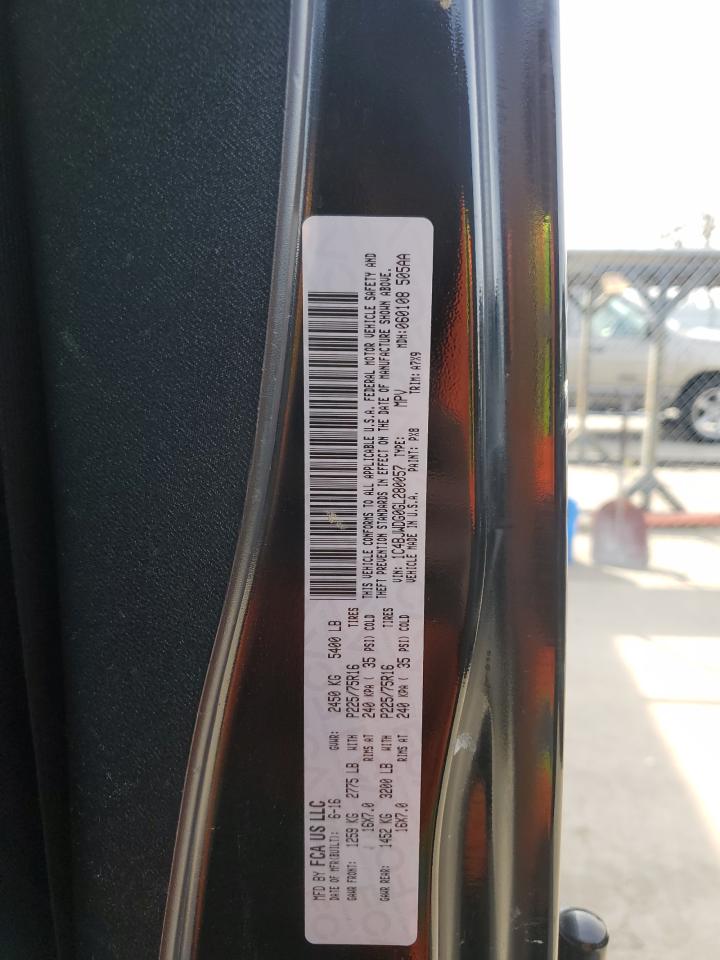 MFD BY FCA US LLC
DATE OF MFR(BUILT): 6-16 GWWR: 2450 KG 5400 LB
GAWR FRONT: 1259 KG 2775 LB WITH P225/75R16 TIRES
16X7.0 RIMS AT 240 KPA ( 35 PSI) COLD
GAWR REAR: 1452 KG 3200 LB WITH P225/75R16 TIRES
16X7.0 RIMS AT 240 KPA ( 35 PSI) COLD
THIS VEHICLE CONFORMS TO ALL APPLICABLE U.S.A. FEDERAL MOTOR VEHICLE SAFETY AND
THEFT PREVENTION STANDARDS IN EFFECT ON THE DATE OF MANUFACTURE SHOWN ABOVE.
VIN: 1C4BJWDG0GL280057 TYPE: MPV MDH:060108 505AA
VEHICLE MADE IN U.S.A. PAINT: PX8 TRIM: A7X9